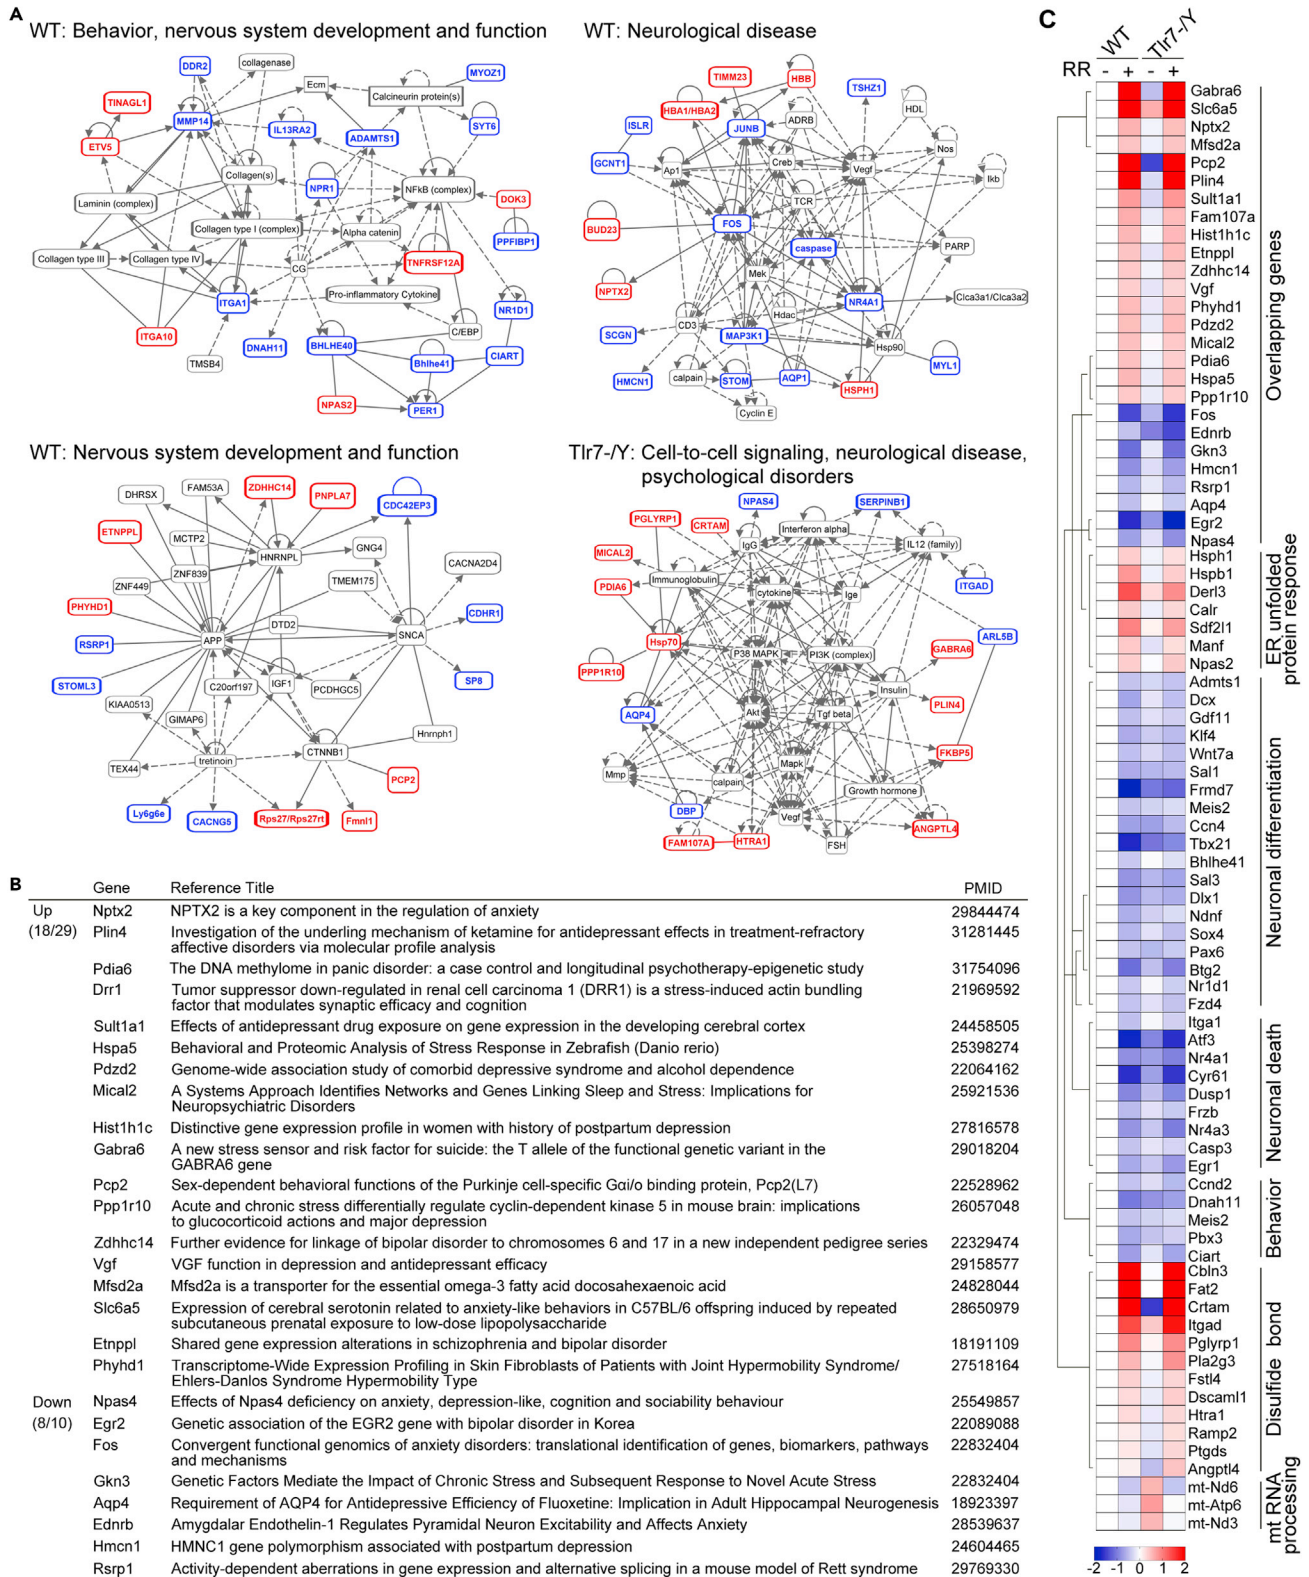 A
WT: Behavior, nervous system development and function
DDR2
collagenase
MYOZ1
TINAGL1
Ecm
Calcineurin protein(s)
MMP14
IL13RA2
ADAMTS1
SYT6
ETV5
Collagen(s)
NPR1
NFkB (complex)
DOK3
Laminin (complex)
Collagen type I (complex)
Alpha catenin
PPFIBP1
Collagen type III
Collagen type IV
CG
TNFRSF12A
Pro-inflammatory Cytokine
ITGA1
NR1D1
ITGA10
DNAH11
BHLHE40
C/EBP
CIART
TMSB4
Bhlhe41
NPAS2
PER1
WT: Neurological disease
TIMM23
HBB
TSHZ1
HBA1/HBA2
HDL
ISLR
JUNB
ADRB
GCNT1
Ap1
Creb
Vegf
Nos
Ikb
TCR
BUD23
FOS
caspase
PARP
Mek
NPTX2
NR4A1
Clca3a1/Clca3a2
Hdac
SCGN
CD3
MAP3K1
Hsp90
MYL1
HMCN1
calpain
STOM
AQP1
HSPH1
Cyclin E
WT: Nervous system development and function
FAM53A
ZDHHC14
PNPLA7
DHRSX
CDC42EP3
ETNPPL
MCTP2
HNRNPL
GNG4
CACNA2D4
ZNF839
TMEM175
ZNF449
PHYHD1
DTD2
CDHR1
RSRP1
APP
SNCA
STOML3
C20orf197
IGF1
PCDHGC5
SP8
KIAA0513
GIMAP6
Hnrnph1
TEX44
tretinoin
CTNNB1
PCP2
Ly6g6e
CACNG5
Rps27/Rps27rt
Fmnl1
Tlr7-/Y: Cell-to-cell signaling, neurological disease,
psychological disorders
NPAS4
SERPINB1
PGLYRP1
CRTAM
Interferon alpha
MICAL2
IgG
IL12 (family)
PDIA6
Immunoglobulin
cytokine
Ige
ITGAD
Hsp70
ARL5B
P38 MAPK
PI3K (complex)
GABRA6
PPP1R10
Insulin
PLIN4
AQP4
Akt
Tgf beta
FKBP5
Mmp
calpain
Mapk
Growth hormone
DBP
Vegf
ANGPTL4
FAM107A
HTRA1
FSH
B
Gene Reference Title PMID
Up Nptx2 NPTX2 is a key component in the regulation of anxiety 29844474
(18/29) Plin4 Investigation of the underling mechanism of ketamine for antidepressant effects in treatment-refractory 31281445
affective disorders via molecular profile analysis
Pdia6 The DNA methylome in panic disorder: a case control and longitudinal psychotherapy-epigenetic study 31754096
Drr1 Tumor suppressor down-regulated in renal cell carcinoma 1 (DRR1) is a stress-induced actin bundling 21969592
factor that modulates synaptic efficacy and cognition
Sult1a1 Effects of antidepressant drug exposure on gene expression in the developing cerebral cortex 24458505
Hspa5 Behavioral and Proteomic Analysis of Stress Response in Zebrafish (Danio rerio) 25398274
Pdzd2 Genome-wide association study of comorbid depressive syndrome and alcohol dependence 22064162
Mical2 A Systems Approach Identifies Networks and Genes Linking Sleep and Stress: Implications for 25921536
Neuropsychiatric Disorders
Hist1h1c Distinctive gene expression profile in women with history of postpartum depression 27816578
Gabra6 A new stress sensor and risk factor for suicide: the T allele of the functional genetic variant in the 29018204
GABRA6 gene
Pcp2 Sex-dependent behavioral functions of the Purkinje cell-specific Gαi/o binding protein, Pcp2(L7) 22528962
Ppp1r10 Acute and chronic stress differentially regulate cyclin-dependent kinase 5 in mouse brain: implications 26057048
to glucocorticoid actions and major depression
Zdhhc14 Further evidence for linkage of bipolar disorder to chromosomes 6 and 17 in a new independent pedigree series 22329474
Vgf VGF function in depression and antidepressant efficacy 29158577
Mfsd2a Mfsd2a is a transporter for the essential omega-3 fatty acid docosahexaenoic acid 24828044
Slc6a5 Expression of cerebral serotonin related to anxiety-like behaviors in C57BL/6 offspring induced by repeated 28650979
subcutaneous prenatal exposure to low-dose lipopolysaccharide
Etnppl Shared gene expression alterations in schizophrenia and bipolar disorder 18191109
Phyhd1 Transcriptome-Wide Expression Profiling in Skin Fibroblasts of Patients with Joint Hypermobility Syndrome/ 27518164
Ehlers-Danlos Syndrome Hypermobility Type
Down Npas4 Effects of Npas4 deficiency on anxiety, depression-like, cognition and sociability behaviour 25549857
(8/10) Egr2 Genetic association of the EGR2 gene with bipolar disorder in Korea 22089088
Fos Convergent functional genomics of anxiety disorders: translational identification of genes, biomarkers, pathways 22832404
and mechanisms
Gkn3 Genetic Factors Mediate the Impact of Chronic Stress and Subsequent Response to Novel Acute Stress 22832404
Aqp4 Requirement of AQP4 for Antidepressive Efficiency of Fluoxetine: Implication in Adult Hippocampal Neurogenesis 18923397
Ednrb Amygdalar Endothelin-1 Regulates Pyramidal Neuron Excitability and Affects Anxiety 28539637
Hmcn1 HMNC1 gene polymorphism associated with postpartum depression 24604465
Rsrp1 Activity-dependent aberrations in gene expression and alternative splicing in a mouse model of Rett syndrome 29769330
C
WT Tlr7-/Y
RR - + - +
Gabra6
Slc6a5
Nptx2
Mfsd2a
Pcp2
Plin4
Sult1a1
Fam107a
Hist1h1c
Etnppl
Zdhhc14
Vgf
Phyhd1
Pdzd2
Mical2
Pdia6
Hspa5
Ppp1r10
Fos
Ednrb
Gkn3
Hmcn1
Rsrp1
Aqp4
Egr2
Npas4
Hsph1
Hspb1
Derl3
Calr
Sdf2l1
Manf
Npas2
Admts1
Dcx
Gdf11
Klf4
Wnt7a
Sal1
Frmd7
Meis2
Ccn4
Tbx21
Bhlhe41
Sal3
Dlx1
Ndnf
Sox4
Pax6
Btg2
Nr1d1
Fzd4
Itga1
Atf3
Nr4a1
Cyr61
Dusp1
Frzb
Nr4a3
Casp3
Egr1
Ccnd2
Dnah11
Meis2
Pbx3
Ciart
Cbln3
Fat2
Crtam
Itgad
Pglyrp1
Pla2g3
Fstl4
Dscaml1
Htra1
Ramp2
Ptgds
Angptl4
mt-Nd6
mt-Atp6
mt-Nd3
Overlapping genes
ER unfolded
protein response
Neuronal differentiation
Neuronal death
Behavior
Disulfide bond
mt RNA
processing
-2 -1 0 1 2